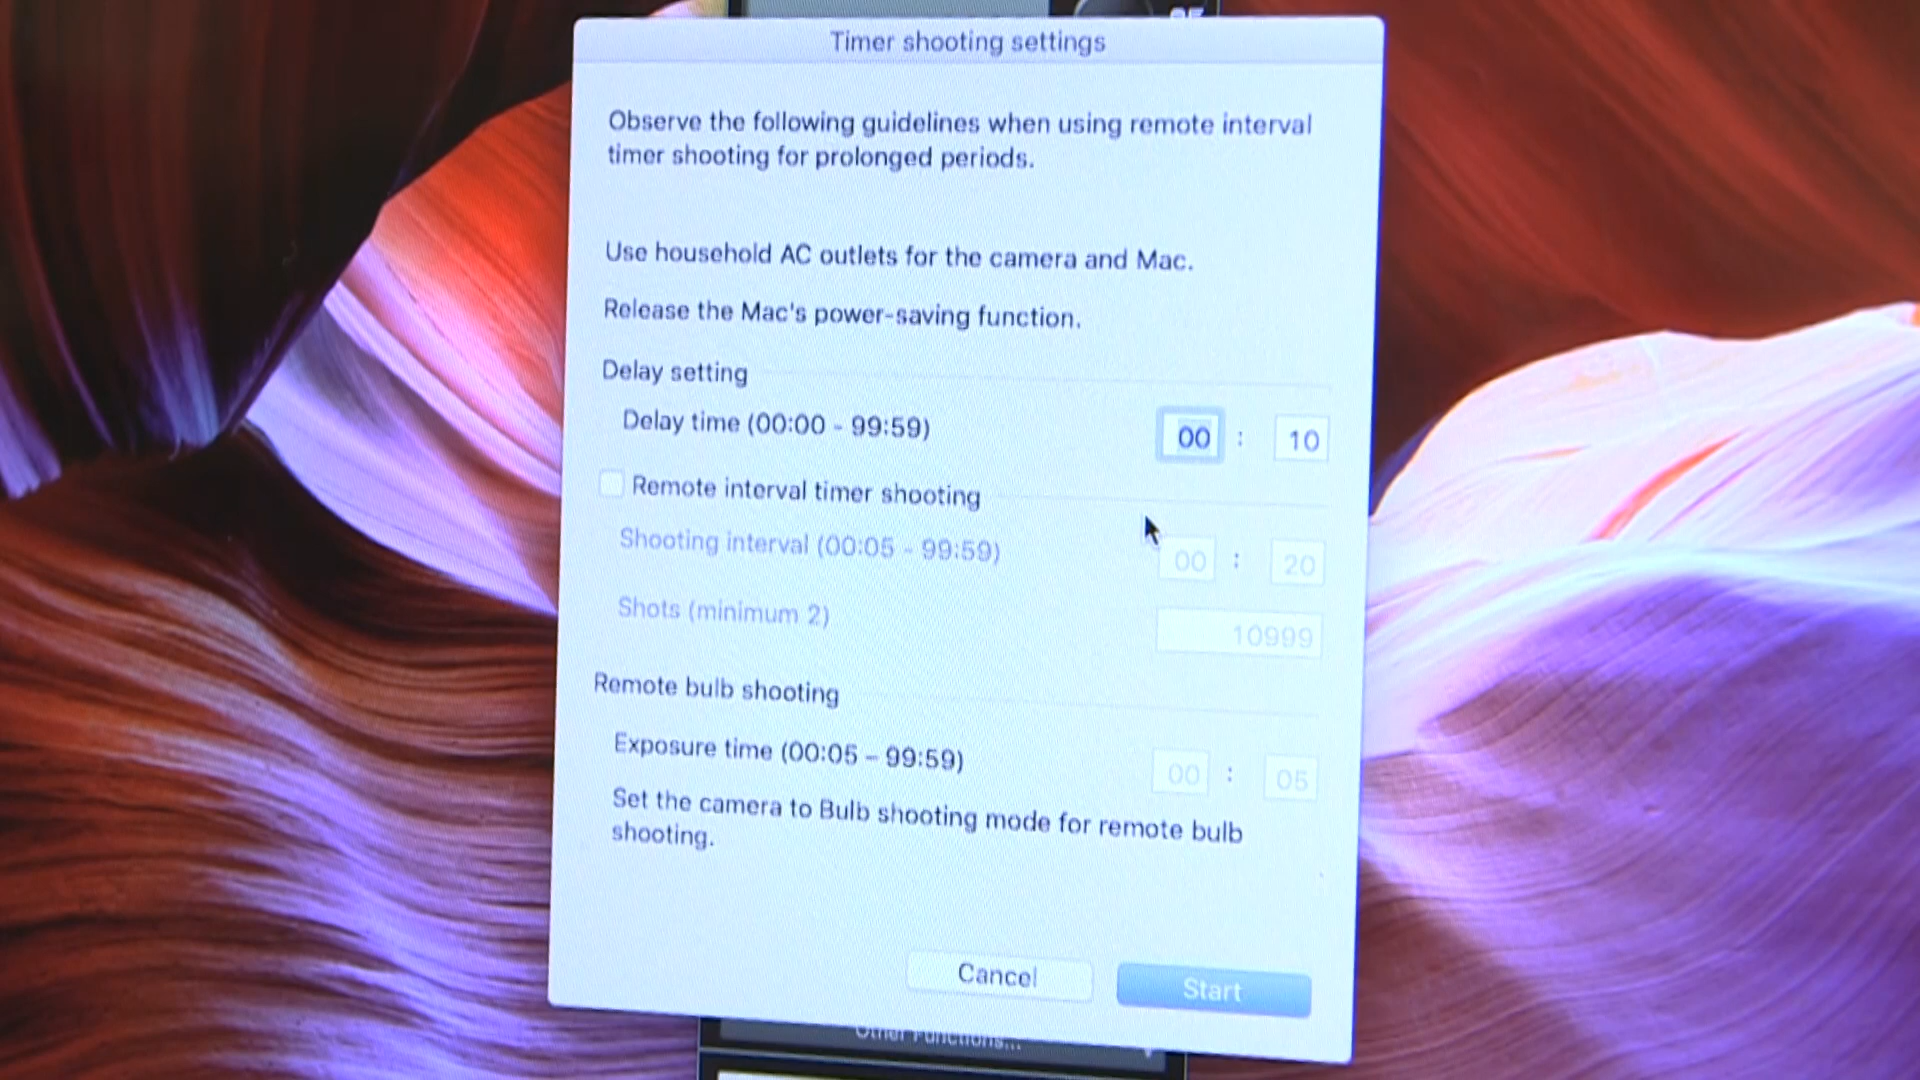 Timer shooting settings
Observe the following guidelines when using remote interval
timer shooting for prolonged periods.
Use household AC outlets for the camera and Mac.
Release the Mac's power-saving function.
Delay setting
Delay time (00:00 - 99:59) 00 : 10
Remote interval timer shooting
Shooting interval (00:05 - 99:59) 00 : 20
Shots (minimum 2) 10999
Remote bulb shooting
Exposure time (00:05 – 99:59) 00 : 05
Set the camera to Bulb shooting mode for remote bulb
shooting.
Cancel Start
Other Functions...